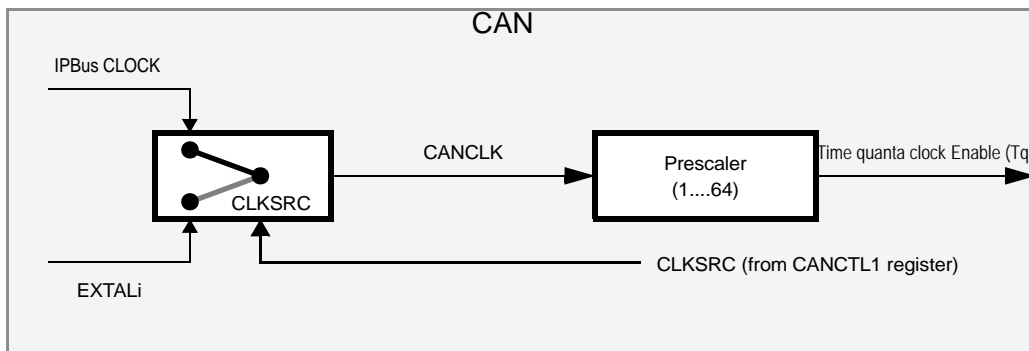 CAN
IPBus CLOCK
CANCLK
Prescaler
(1....64)
Time quanta clock Enable (Tq
CLKSRC
CLKSRC (from CANCTL1 register)
EXTALi